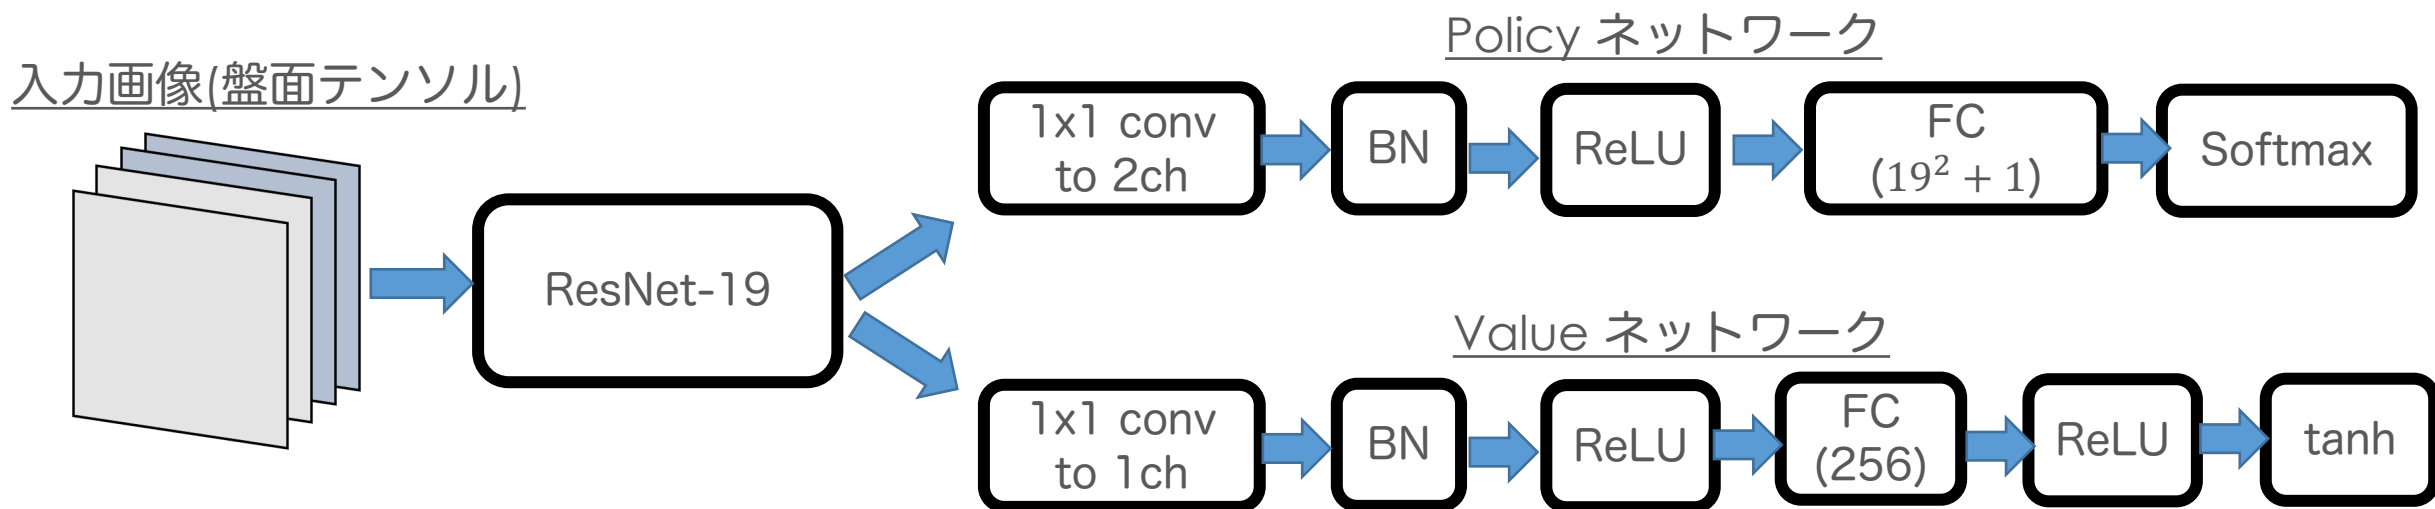 入力画像(盤面テンソル)
ResNet-19
Policy ネットワーク
1x1 conv
to 2ch
BN
ReLU
FC
(19² + 1)
Softmax
Value ネットワーク
1x1 conv
to 1ch
BN
ReLU
FC
(256)
ReLU
tanh